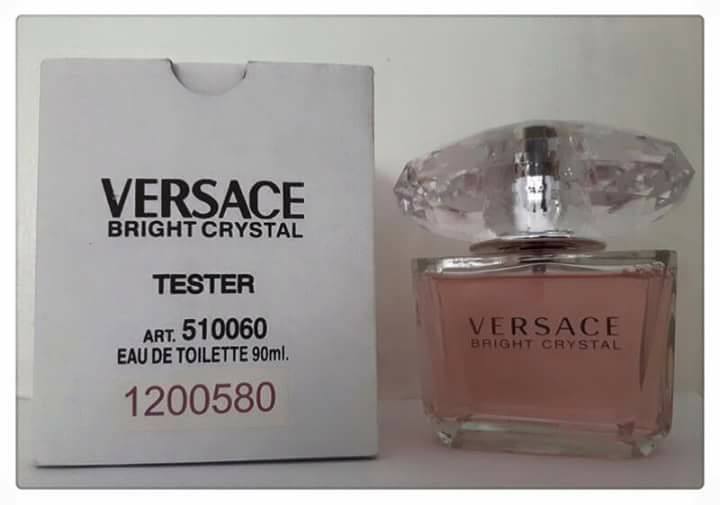 VERSACE
BRIGHT CRYSTAL
TESTER
ART. 510060
EAU DE TOILETTE 90ml.
1200580
VERSACE
BRIGHT CRYSTAL